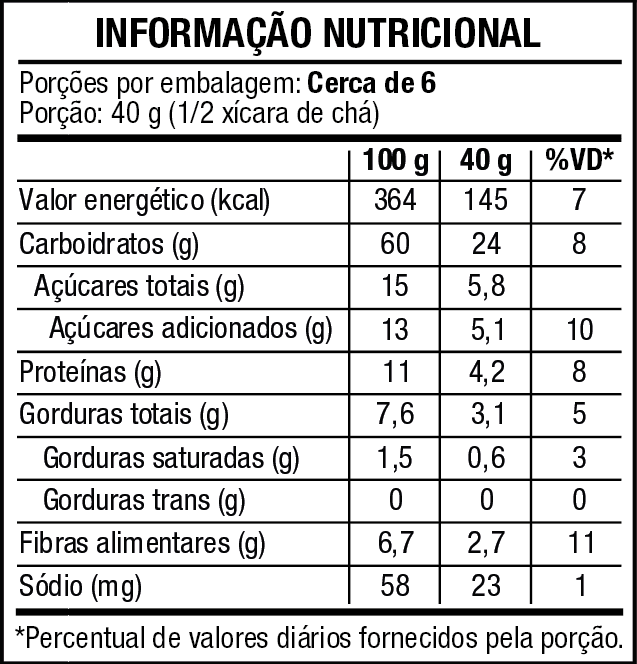 INFORMAÇÃO NUTRICIONAL
Porções por embalagem: Cerca de 6
Porção: 40 g (1/2 xícara de chá)
100 g 40 g %VD*
Valor energético (kcal) 364 145 7
Carboidratos (g) 60 24 8
Açúcares totais (g) 15 5,8
Açúcares adicionados (g) 13 5,1 10
Proteínas (g) 11 4,2 8
Gorduras totais (g) 7,6 3,1 5
Gorduras saturadas (g) 1,5 0,6 3
Gorduras trans (g) 0 0 0
Fibras alimentares (g) 6,7 2,7 11
Sódio (mg) 58 23 1
*Percentual de valores diários fornecidos pela porção.